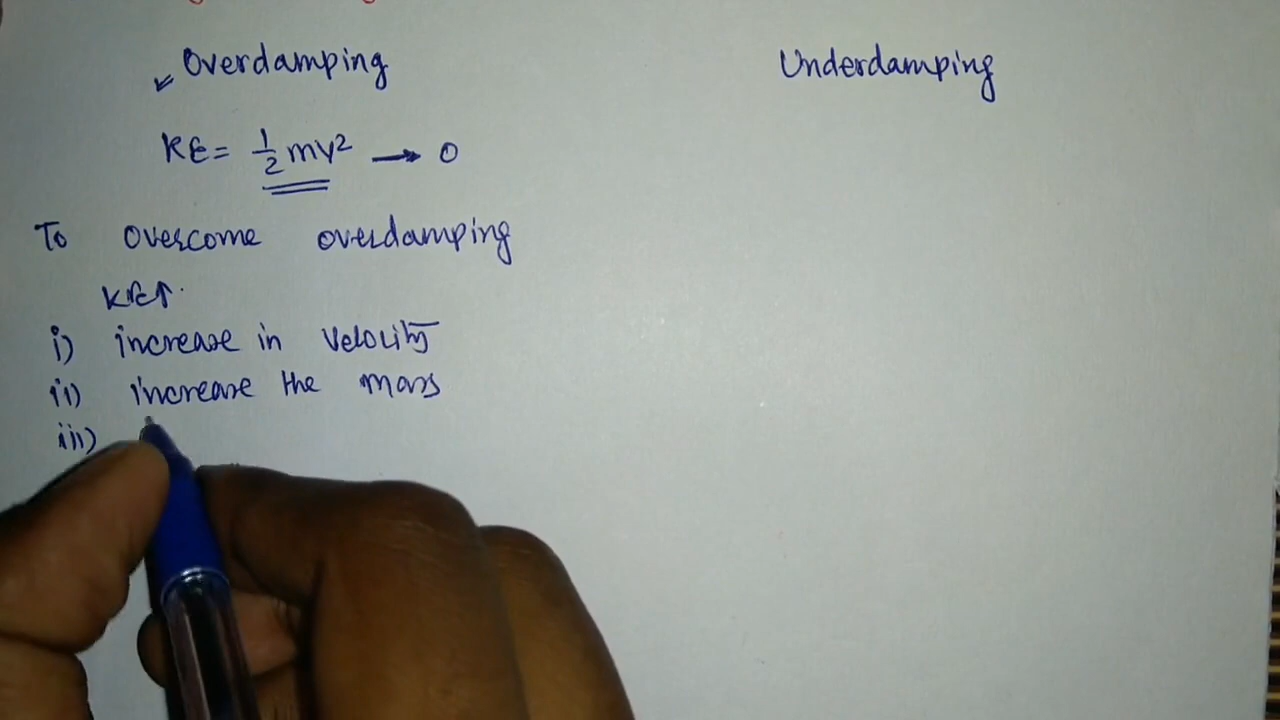 Overdamping
Underdamping
KE = 1/2 mv² → 0
To overcome overdamping
KE↑.
i) increase in velocity
ii) increase the mass
iii)